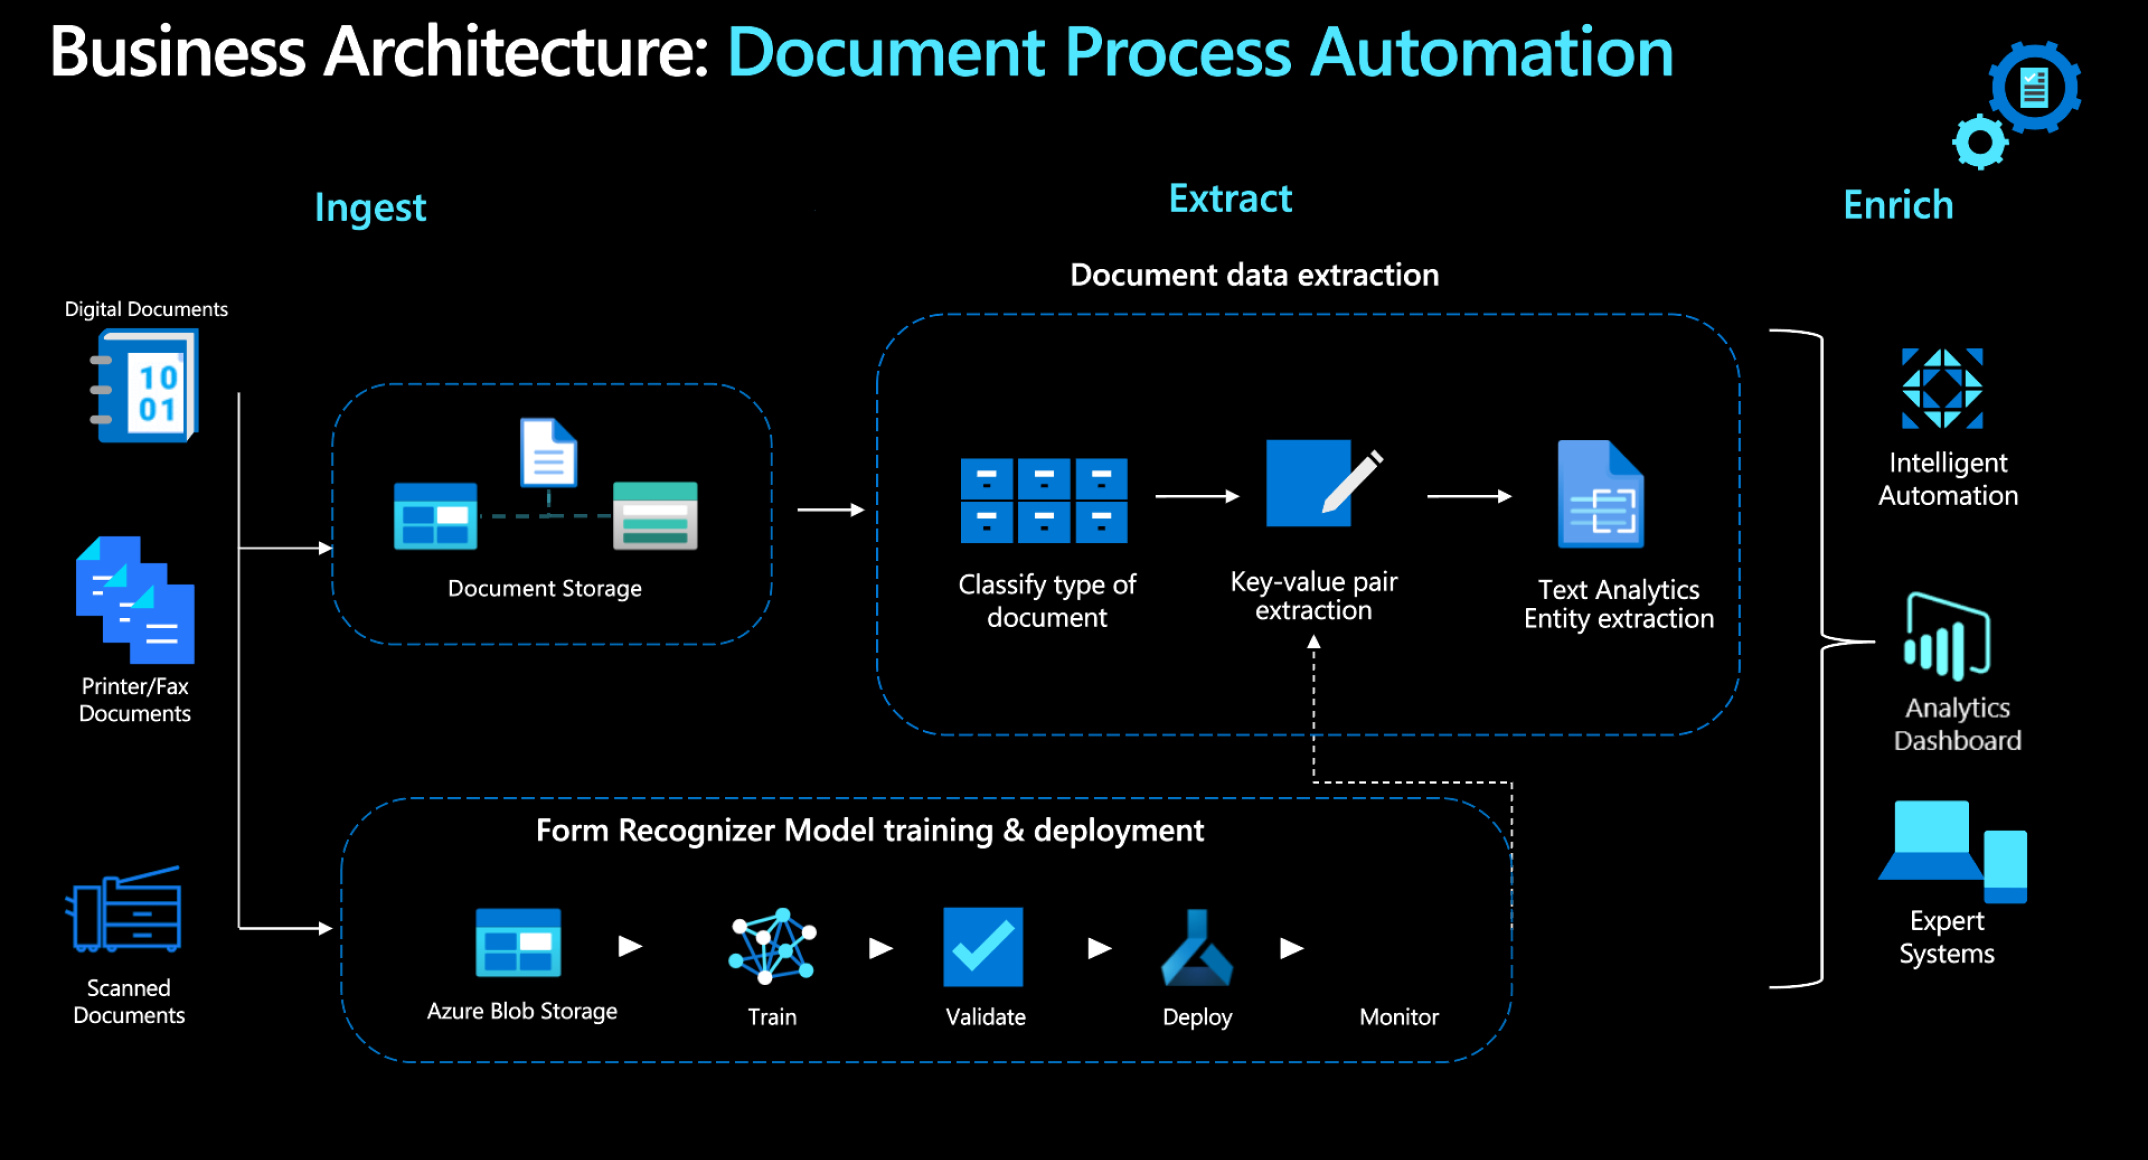 Business Architecture: Document Process Automation
Ingest
Extract
Enrich
Document data extraction
Digital Documents
10
01
Document Storage
Classify type of
document
Key-value pair
extraction
Text Analytics
Entity extraction
Intelligent
Automation
Printer/Fax
Documents
Analytics
Dashboard
Form Recognizer Model training & deployment
Scanned
Documents
Azure Blob Storage
Train
Validate
Deploy
Monitor
Expert
Systems